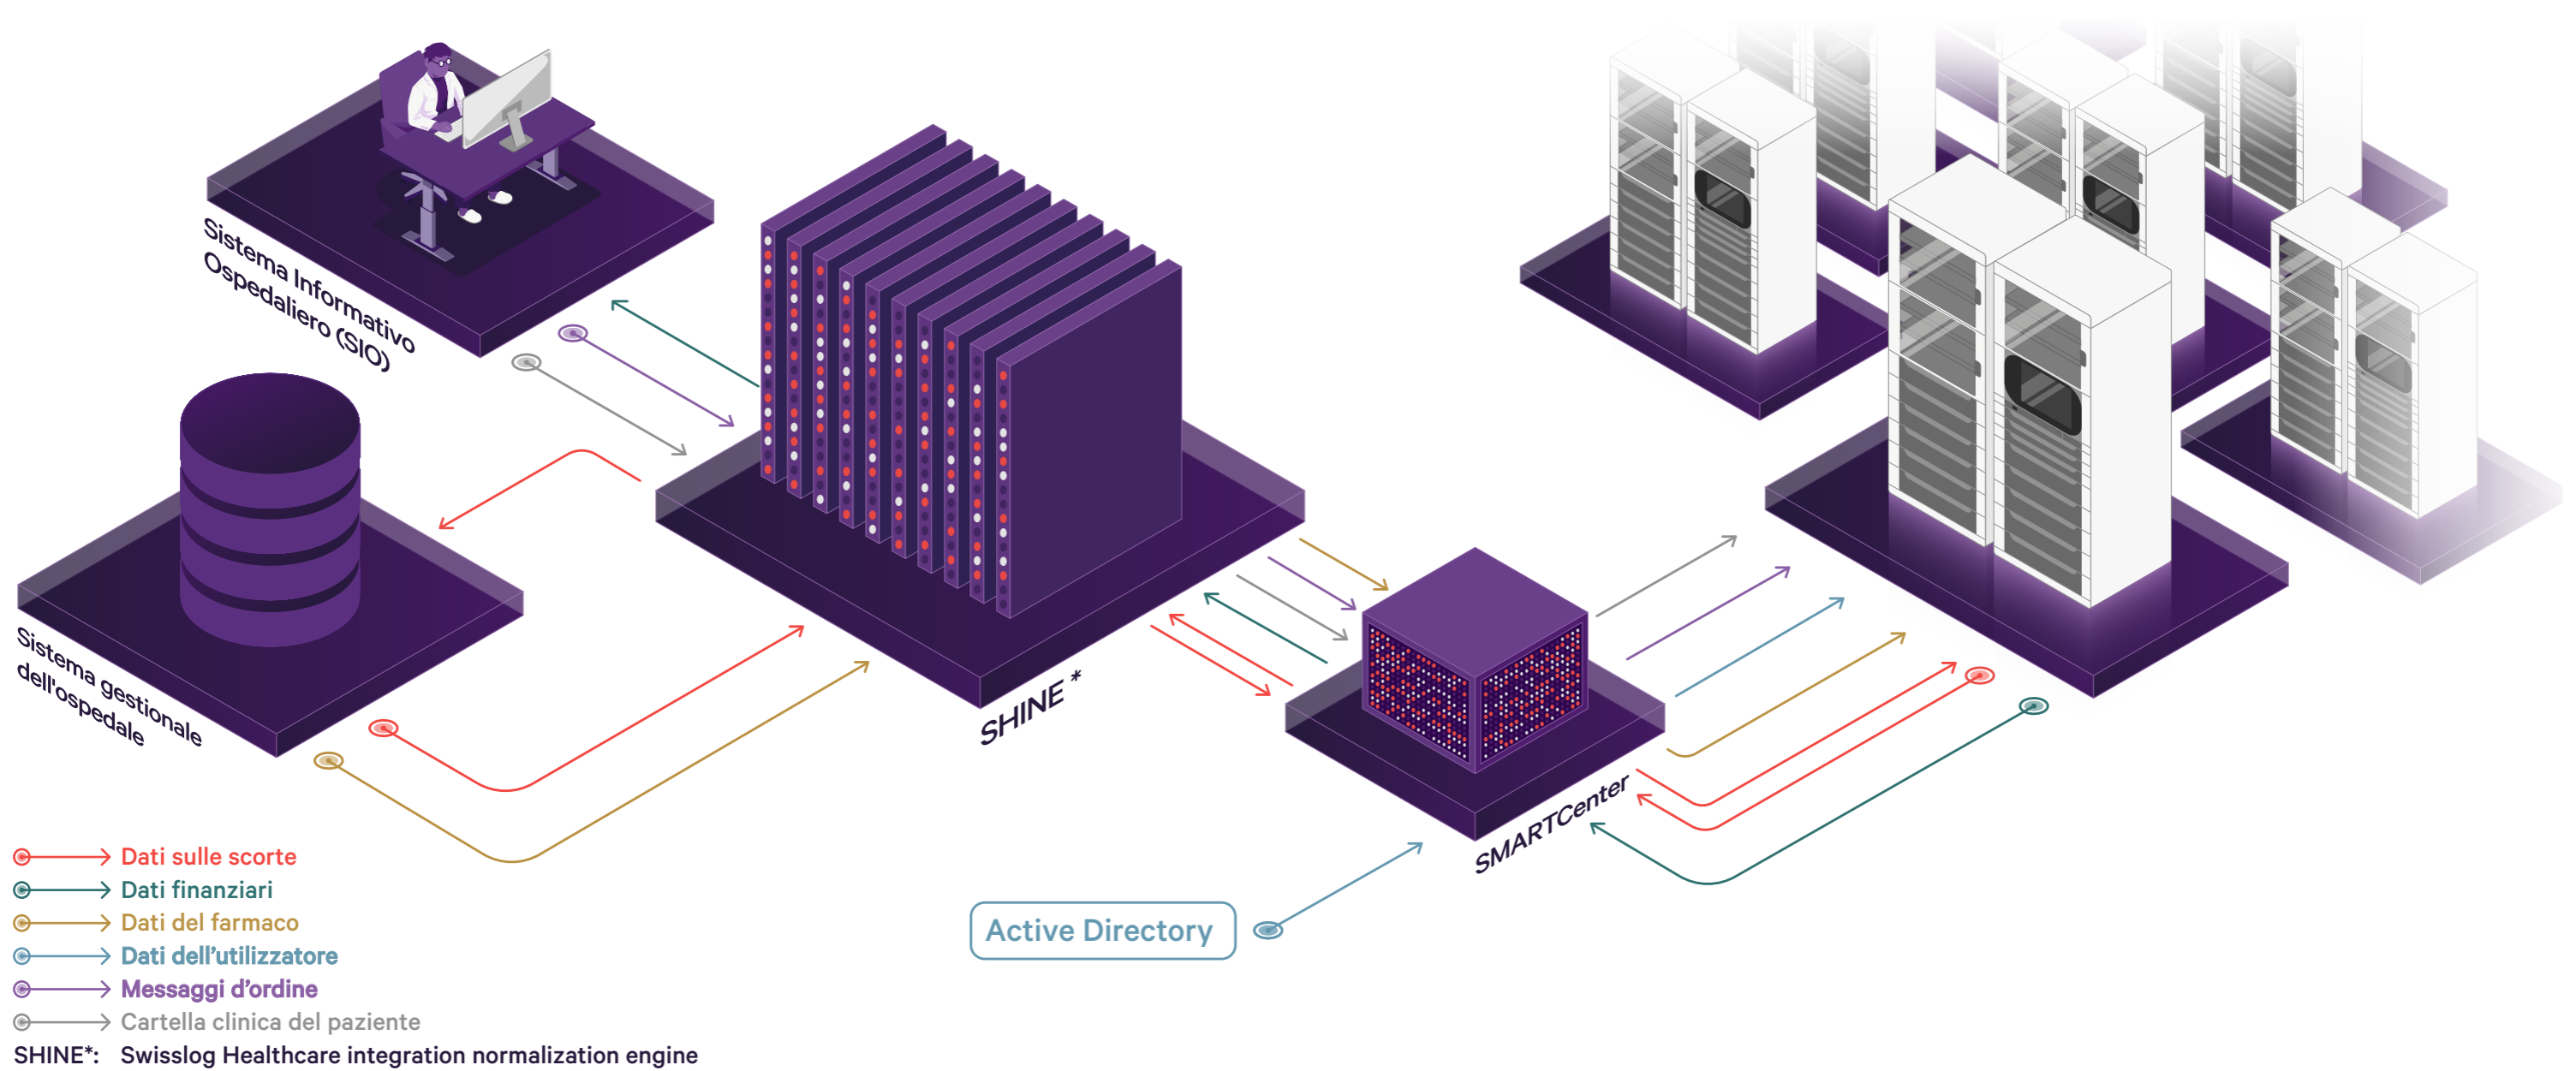 Sistema Informativo
Ospedaliero (SIO)
Sistema gestionale
dell'ospedale
SHINE *
SMARTCenter
Active Directory
Dati sulle scorte
Dati finanziari
Dati del farmaco
Dati dell’utilizzatore
Messaggi d’ordine
Cartella clinica del paziente
SHINE*: Swisslog Healthcare integration normalization engine